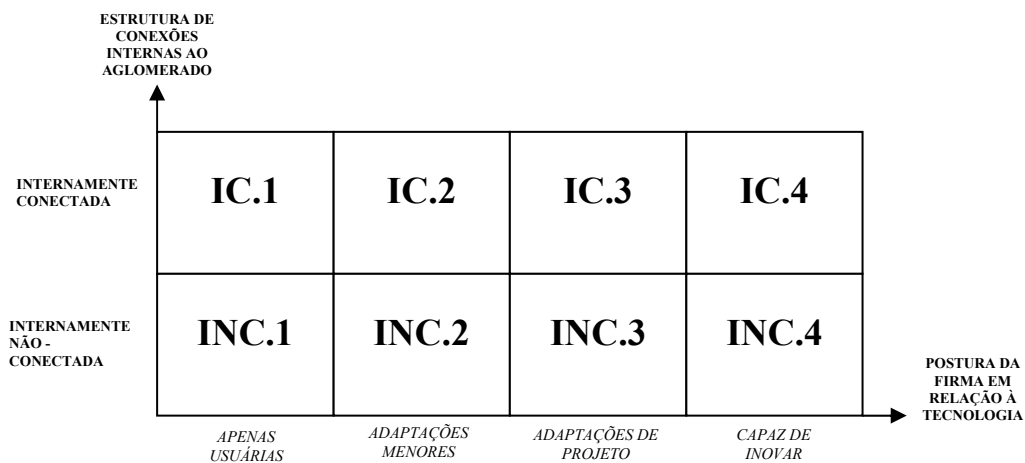 ESTRUTURA DE
CONEXÕES
INTERNAS AO
AGLOMERADO
INTERNAMENTE
CONECTADA
IC.1
IC.2
IC.3
IC.4
INTERNAMENTE
NÃO -
CONECTADA
INC.1
INC.2
INC.3
INC.4
POSTURA DA
FIRMA EM
RELAÇÃO À
TECNOLOGIA
APENAS
USUÁRIAS
ADAPTAÇÕES
MENORES
ADAPTAÇÕES DE
PROJETO
CAPAZ DE
INOVAR